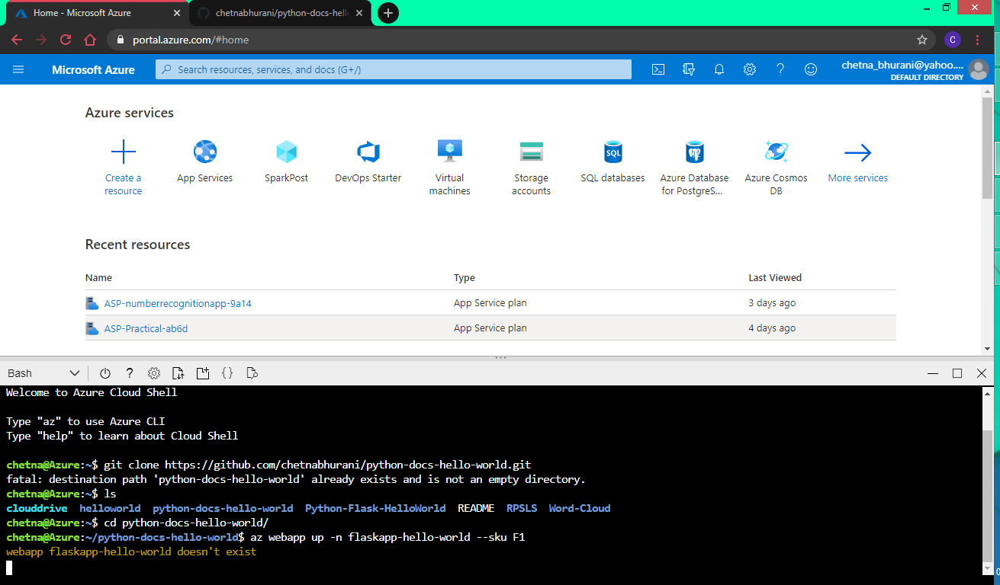 Home - Microsoft Azure
chetnabhurani/python-docs-hell
portal.azure.com/#home
C
Microsoft Azure
Search resources, services, and docs (G+/)
chetna_bhurani@yahoo....
DEFAULT DIRECTORY
Azure services
Create a resource
App Services
SparkPost
DevOps Starter
Virtual machines
Storage accounts
SQL
SQL databases
Azure Database for PostgreS...
Azure Cosmos DB
More services
Recent resources
Name Type Last Viewed
ASP-numberrecognitionapp-9a14 App Service plan 3 days ago
ASP-Practical-ab6d App Service plan 4 days ago
Bash
Welcome to Azure Cloud Shell
Type "az" to use Azure CLI
Type "help" to learn about Cloud Shell
chetna@Azure:~$ git clone https://github.com/chetnabhurani/python-docs-hello-world.git
fatal: destination path 'python-docs-hello-world' already exists and is not an empty directory.
chetna@Azure:~$ ls
clouddrive helloworld python-docs-hello-world Python-Flask-HelloWorld README RPSLS Word-Cloud
chetna@Azure:~$ cd python-docs-hello-world/
chetna@Azure:~/python-docs-hello-world$ az webapp up -n flaskapp-hello-world --sku F1
webapp flaskapp-hello-world doesn't exist